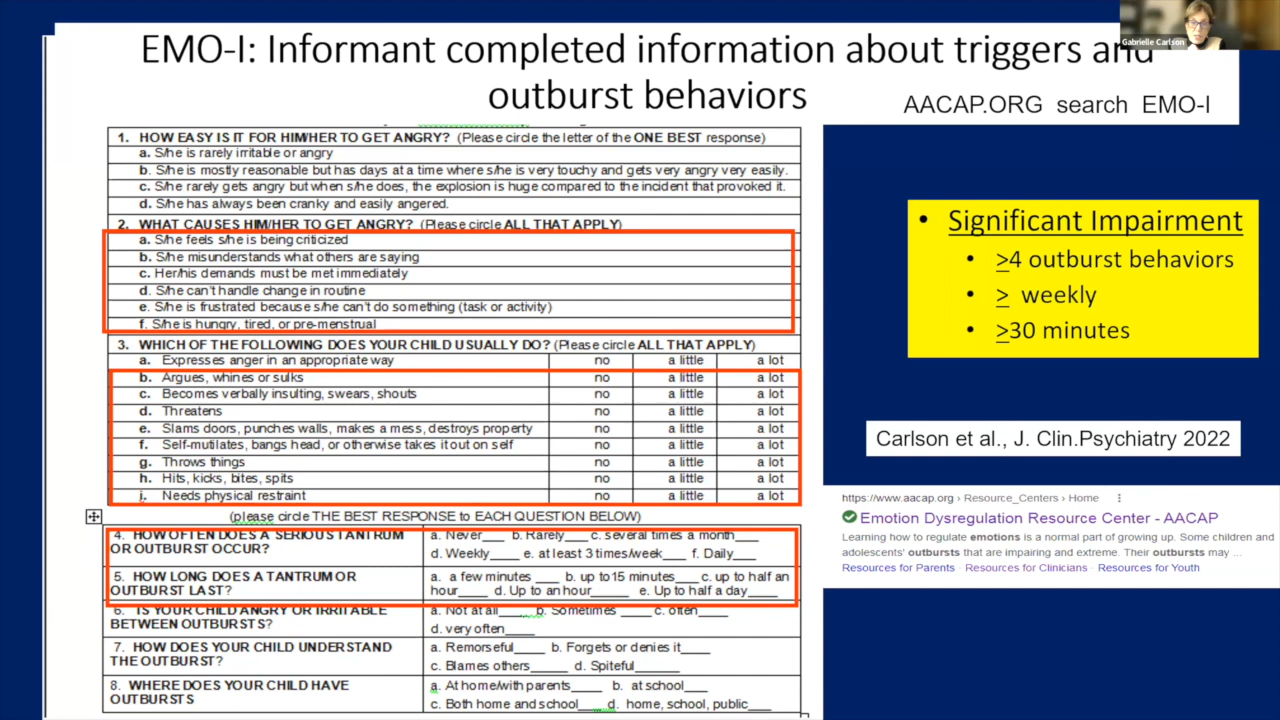 EMO-I: Informant completed information about triggers and
outburst behaviors
Gabrielle Carlson
AACAP.ORG search EMO-I
1. HOW EASY IS IT FOR HIM/HER TO GET ANGRY? (Please circle the letter of the ONE BEST response)
a. S/he is rarely irritable or angry
b. S/he is mostly reasonable but has days at a time where s/he is very touchy and gets very angry very easily.
c. S/he rarely gets angry but when s/he does, the explosion is huge compared to the incident that provoked it.
d. S/he has always been cranky and easily angered.
2. WHAT CAUSES HIM/HER TO GET ANGRY? (Please circle ALL THAT APPLY)
a. S/he feels s/he is being criticized
b. S/he misunderstands what others are saying
c. Her/his demands must be met immediately
d. S/he can't handle change in routine
e. S/he is frustrated because s/he can't do something (task or activity)
f. S/he is hungry, tired, or pre-menstrual
3. WHICH OF THE FOLLOWING DOES YOUR CHILD USUALLY DO? (Please circle ALL THAT APPLY)
a. Expresses anger in an appropriate way no a little a lot
b. Argues, whines or sulks no a little a lot
c. Becomes verbally insulting, swears, shouts no a little a lot
d. Threatens no a little a lot
e. Slams doors, punches walls, makes a mess, destroys property no a little a lot
f. Self-mutilates, bangs head, or otherwise takes it out on self no a little a lot
g. Throws things no a little a lot
h. Hits, kicks, bites, spits no a little a lot
i. Needs physical restraint no a little a lot
(please circle THE BEST RESPONSE to EACH QUESTION BELOW)
4. HOW OFTEN DOES A SERIOUS TANTRUM
OR OUTBURST OCCUR?
a. Never___ b. Rarely___ c. several times a month___
d. Weekly____ e. at least 3 times/week___ f. Daily___
5. HOW LONG DOES A TANTRUM OR
OUTBURST LAST?
a. a few minutes ___ b. up to 15 minutes___ c. up to half an
hour____ d. Up to an hour_____ e. Up to half a day____
6. IS YOUR CHILD ANGRY OR IRRITABLE
BETWEEN OUTBURSTS?
a. Not at all____ b. Sometimes ____ c. often____
d. very often____
7. HOW DOES YOUR CHILD UNDERSTAND
THE OUTBURST?
a. Remorseful____ b. Forgets or denies it____
c. Blames others_____ d. Spiteful______
8. WHERE DOES YOUR CHILD HAVE
OUTBURSTS
a. At home/with parents____ b. at school___
c. Both home and school____ d. home, school, public___
• Significant Impairment
• ≥4 outburst behaviors
• ≥ weekly
• ≥30 minutes
Carlson et al., J. Clin.Psychiatry 2022
https://www.aacap.org › Resource_Centers › Home
Emotion Dysregulation Resource Center - AACAP
Learning how to regulate emotions is a normal part of growing up. Some children and
adolescents' outbursts that are impairing and extreme. Their outbursts may ...
Resources for Parents · Resources for Clinicians · Resources for Youth